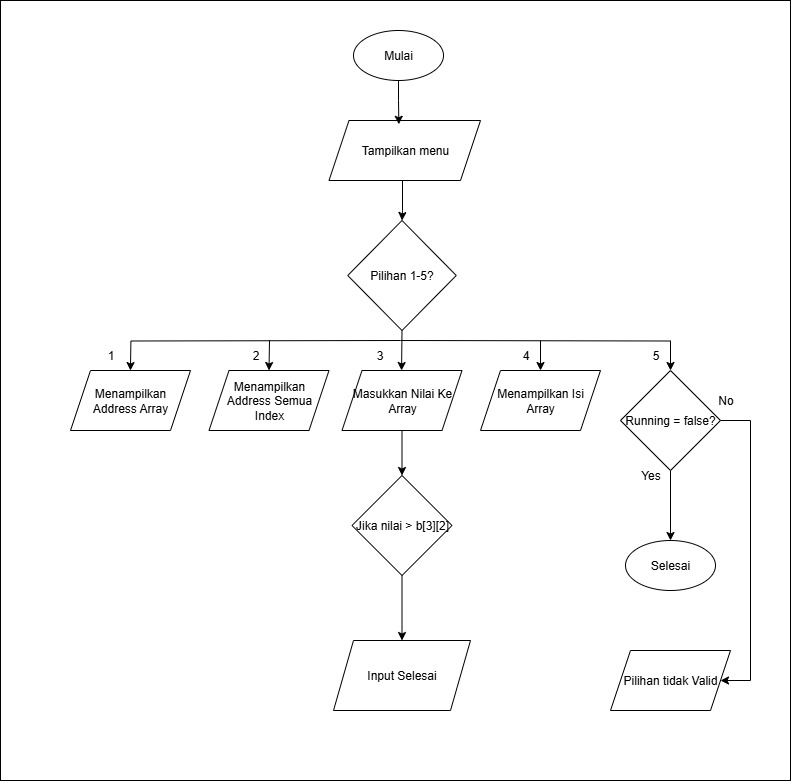 Mulai
Tampilkan menu
Pilihan 1-5?
1
2
3
4
5
Menampilkan
Address Array
Menampilkan
Address Semua
Index
Masukkan Nilai Ke
Array
Menampilkan Isi
Array
Running = false?
No
Yes
Jika nilai > b[3][2]
Selesai
Input Selesai
Pilihan tidak Valid